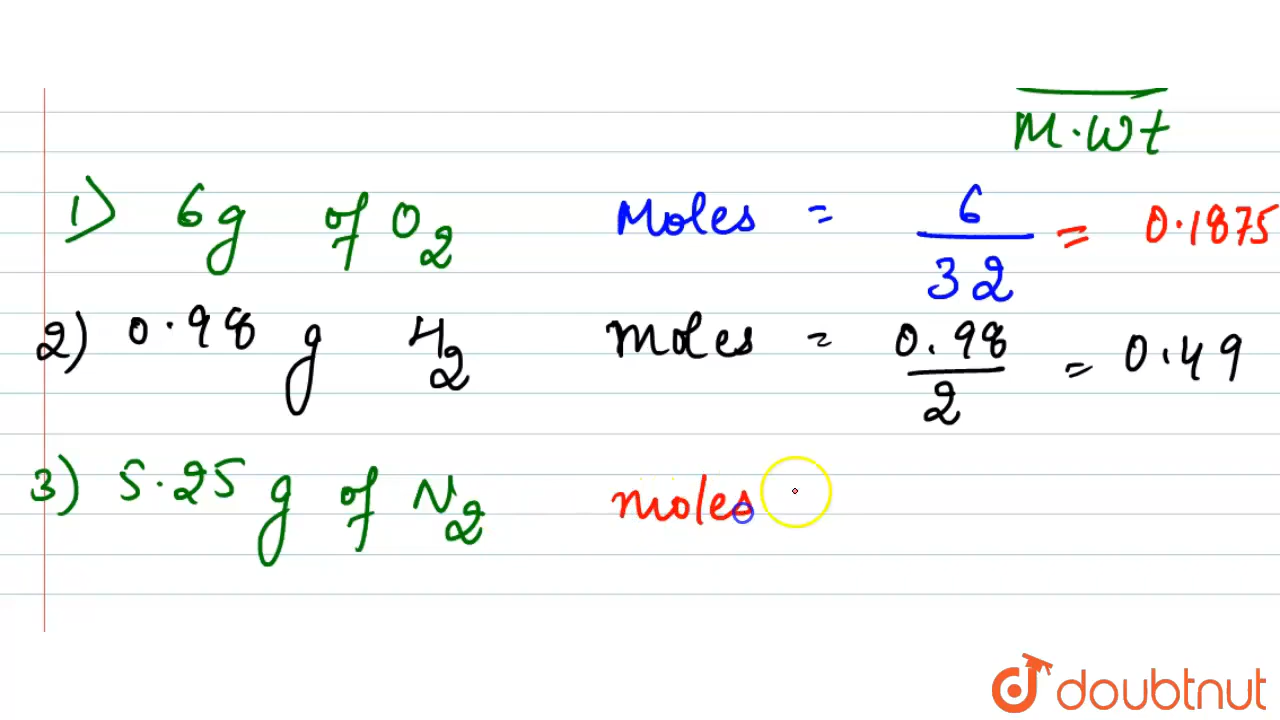 M.Wt
1) 6g of O2 Moles = 6/32 = 0.1875
2) 0.98 g H2 moles = 0.98/2 = 0.49
3) 5.25 g of N2 moles
doubtnut